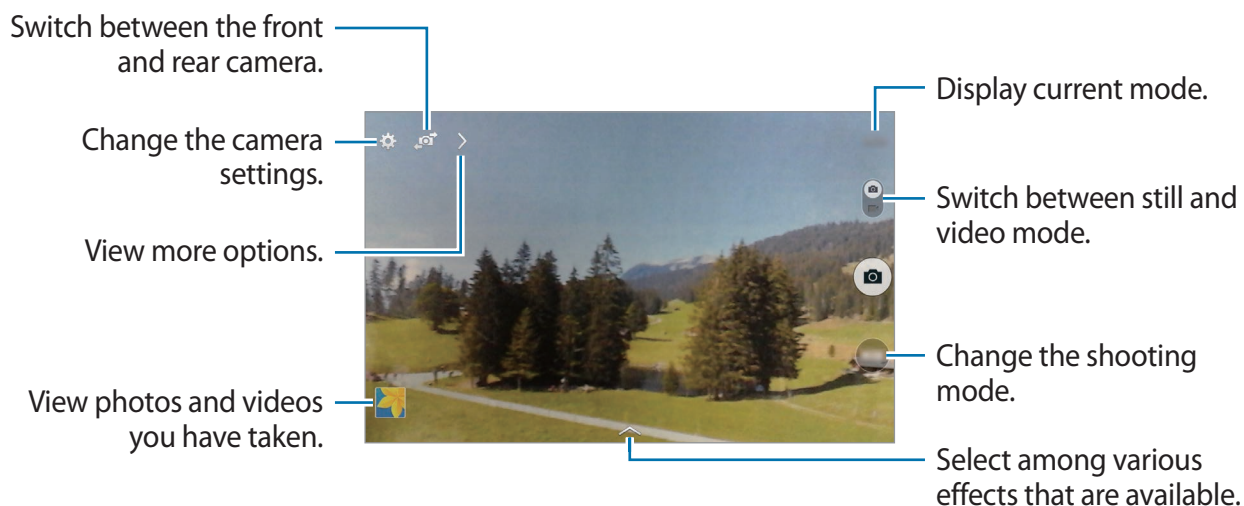 Switch between the front
and rear camera.
Change the camera
settings.
View more options.
View photos and videos
you have taken.
Display current mode.
Switch between still and
video mode.
Change the shooting
mode.
Select among various
effects that are available.